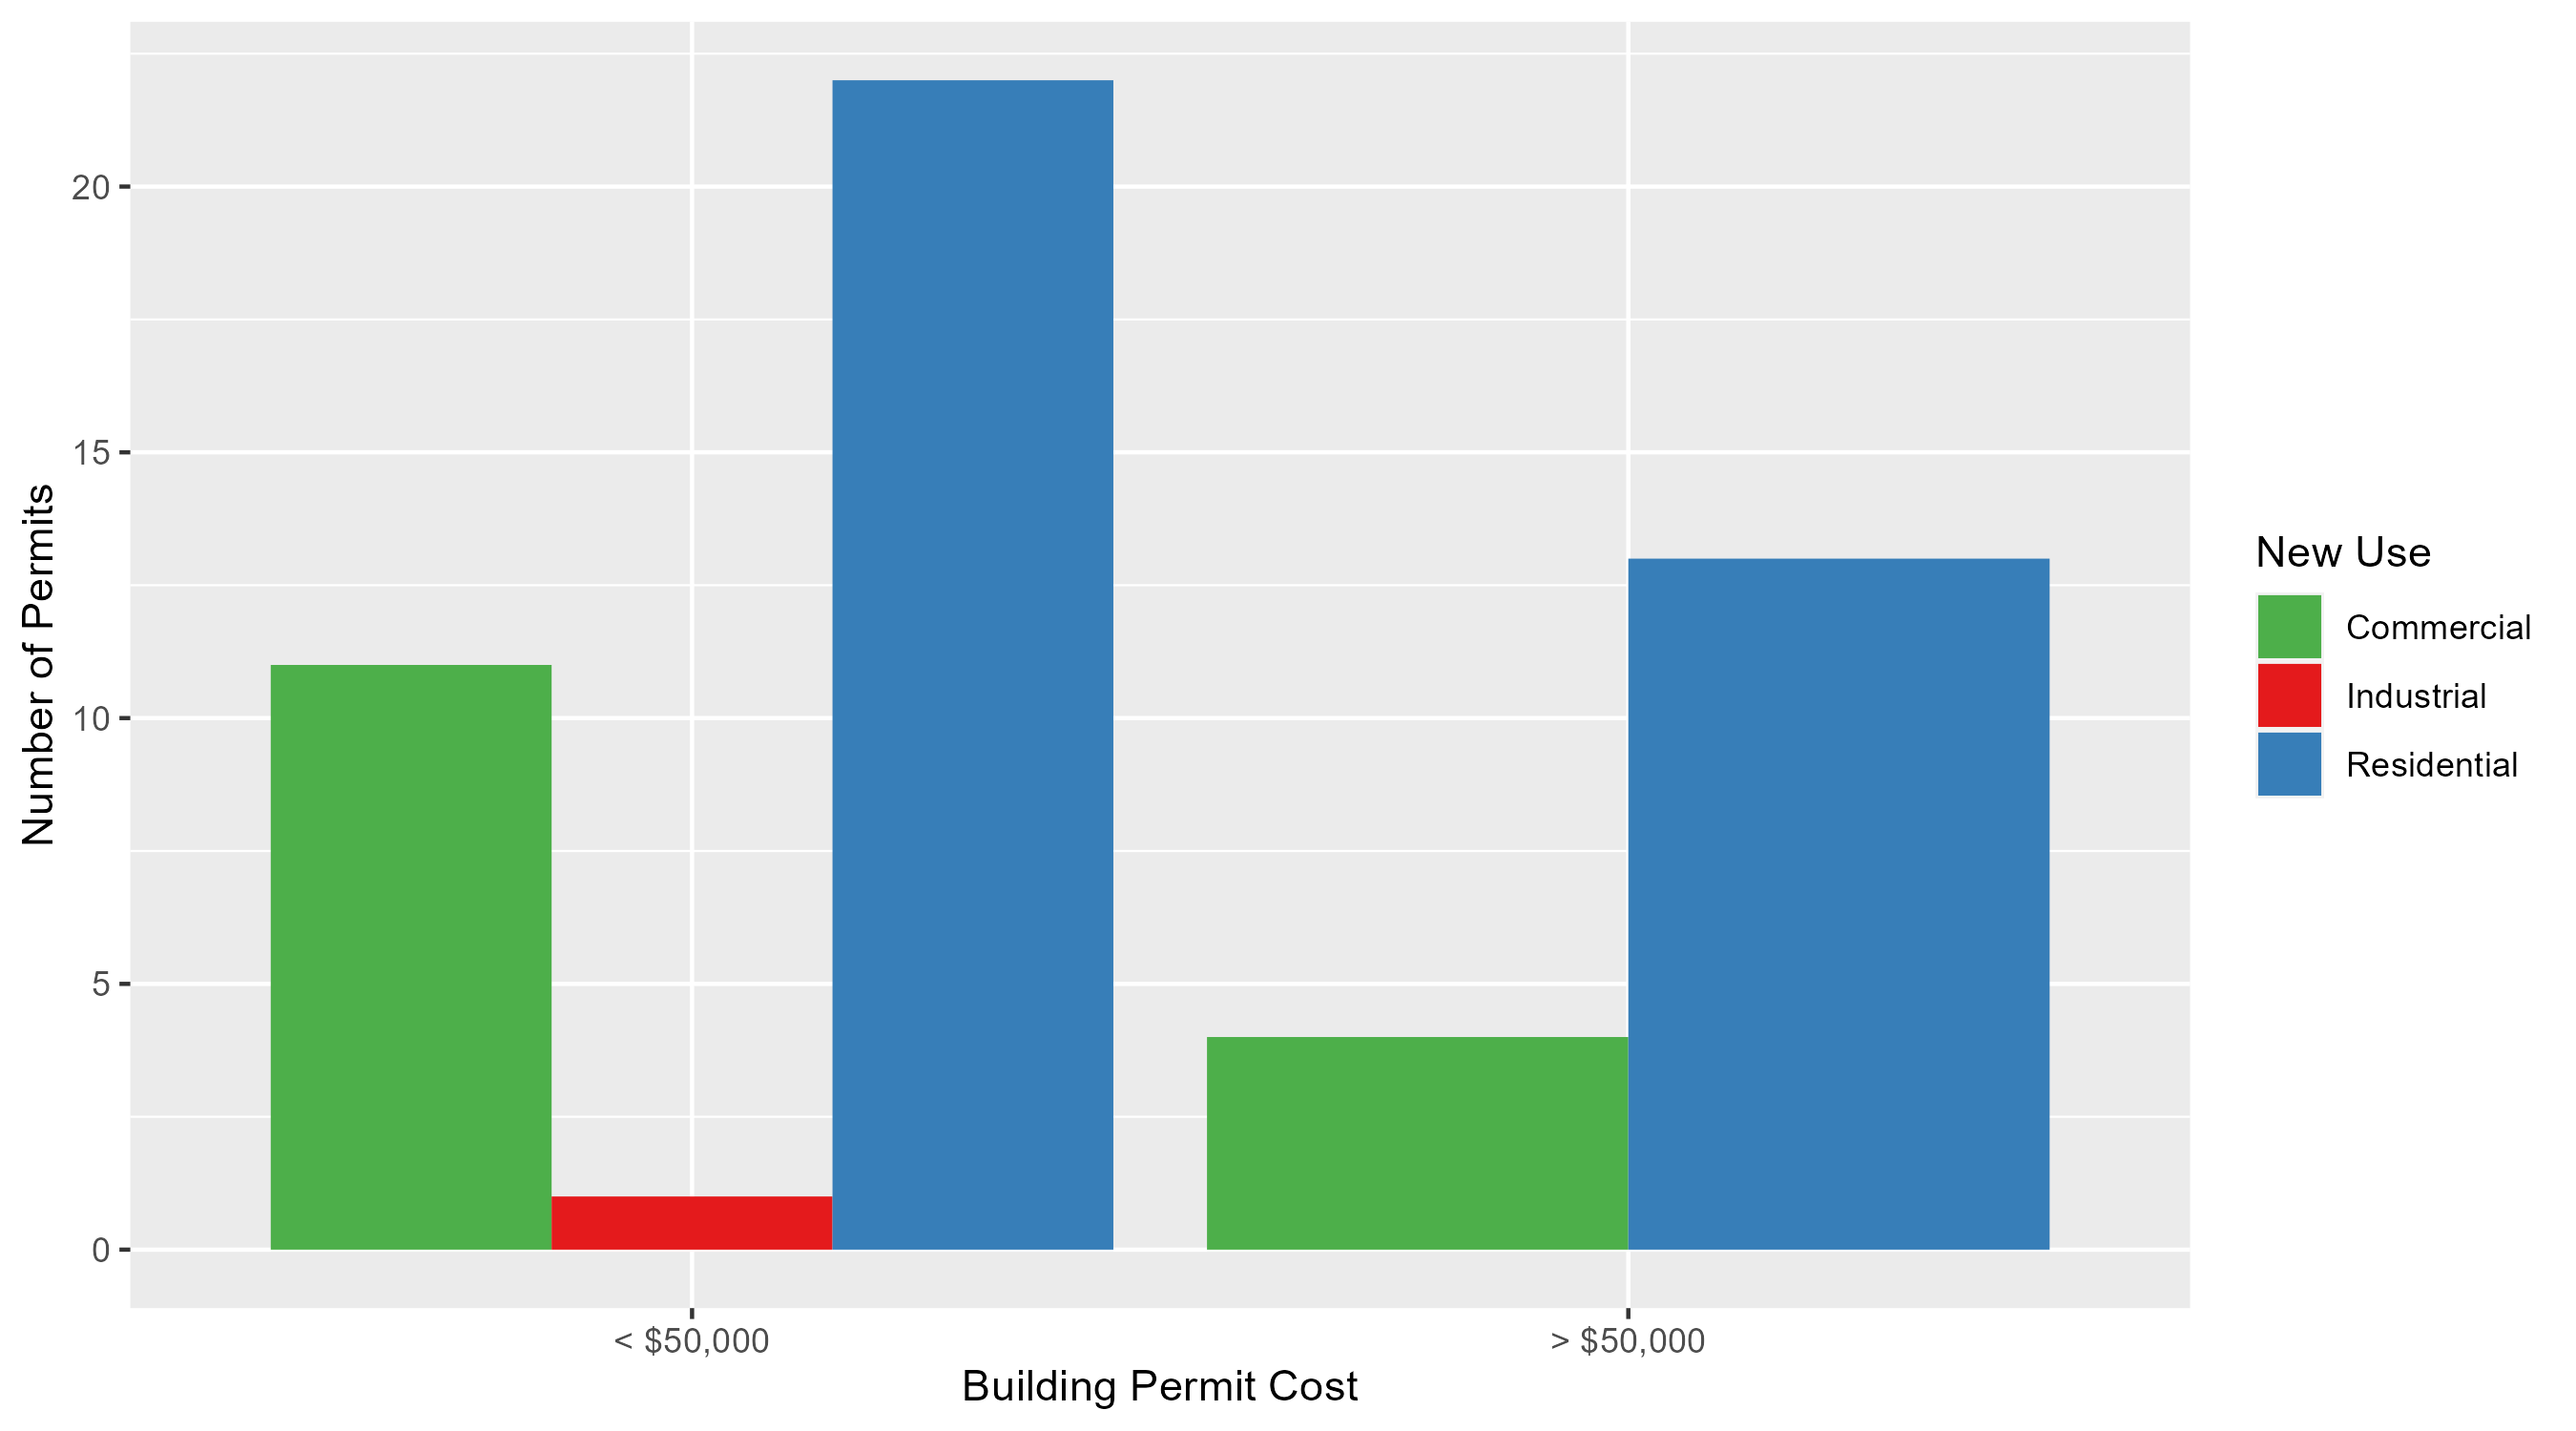 20
15
10
5
0
Number of Permits
< $50,000
> $50,000
Building Permit Cost
New Use
Commercial
Industrial
Residential